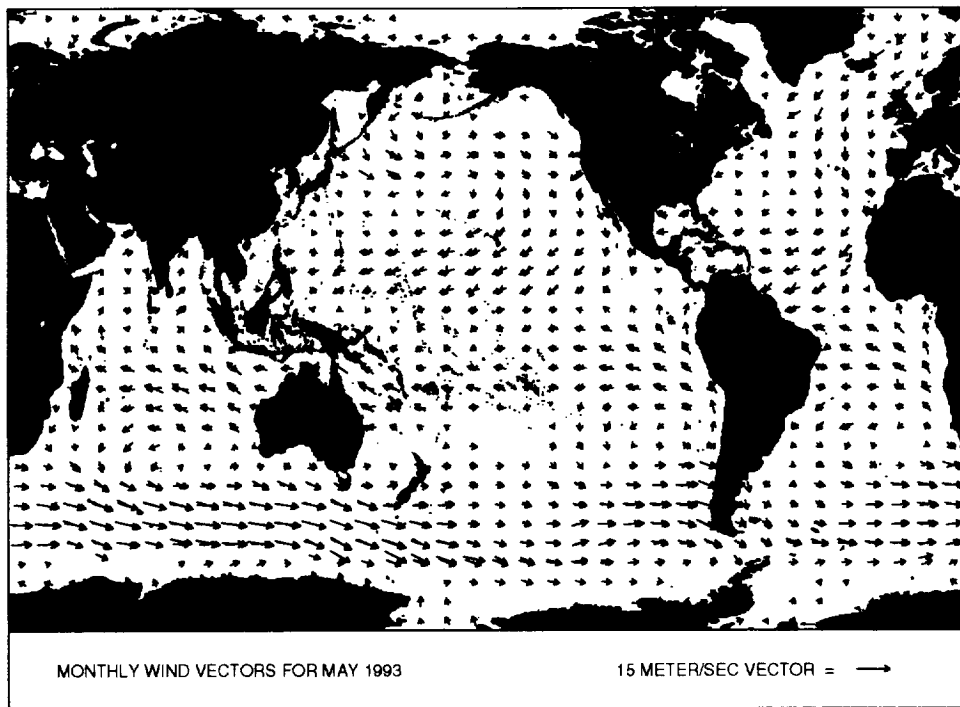 MONTHLY WIND VECTORS FOR MAY 1993
15 METER/SEC VECTOR =